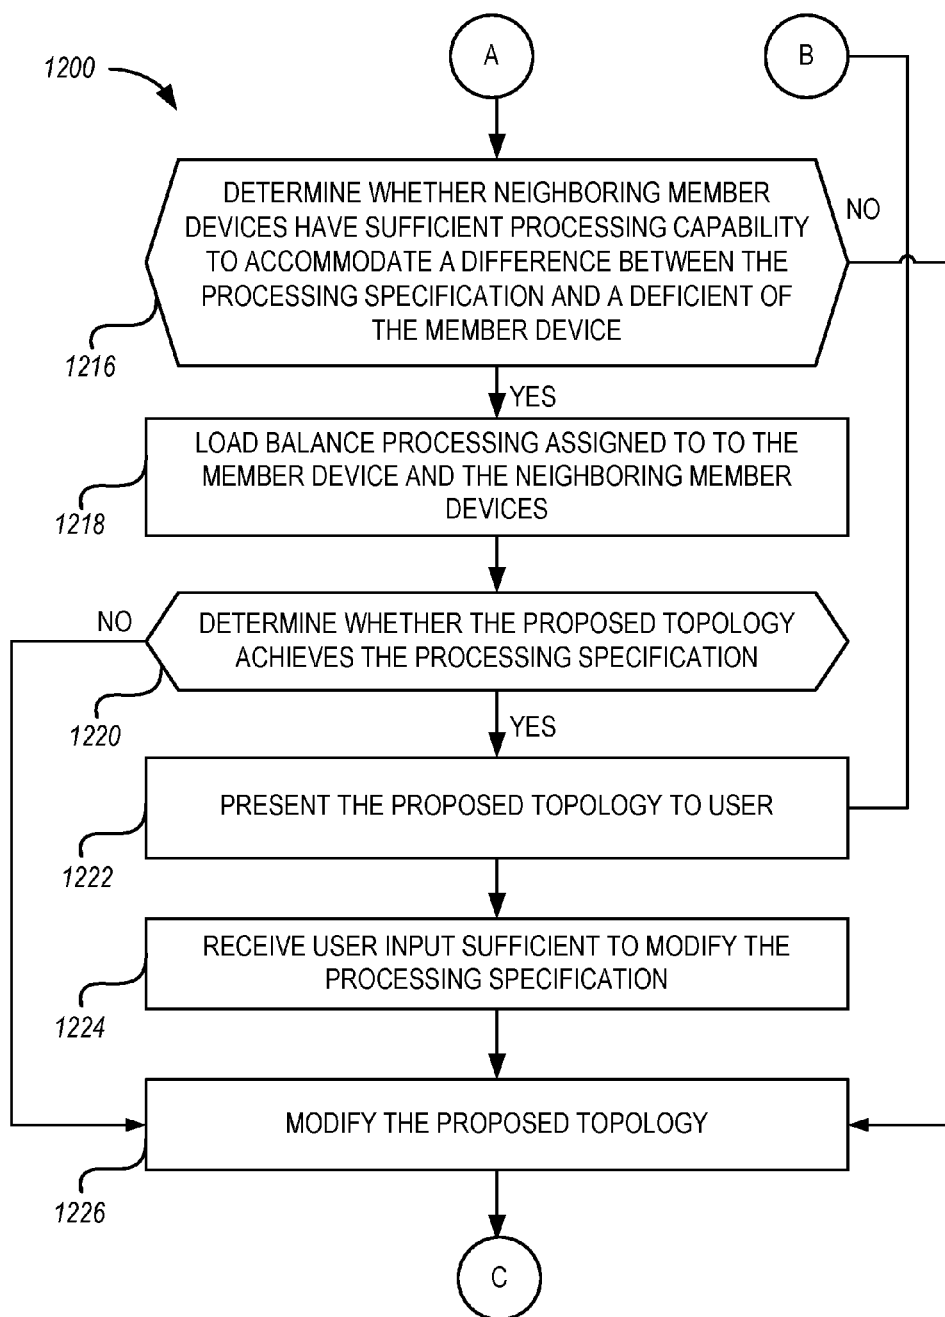 1200
A
B
DETERMINE WHETHER NEIGHBORING MEMBER
DEVICES HAVE SUFFICIENT PROCESSING CAPABILITY
TO ACCOMMODATE A DIFFERENCE BETWEEN THE
PROCESSING SPECIFICATION AND A DEFICIENT OF
THE MEMBER DEVICE
NO
1216
YES
LOAD BALANCE PROCESSING ASSIGNED TO TO THE
MEMBER DEVICE AND THE NEIGHBORING MEMBER
DEVICES
1218
NO
DETERMINE WHETHER THE PROPOSED TOPOLOGY
ACHIEVES THE PROCESSING SPECIFICATION
1220
YES
PRESENT THE PROPOSED TOPOLOGY TO USER
1222
RECEIVE USER INPUT SUFFICIENT TO MODIFY THE
PROCESSING SPECIFICATION
1224
MODIFY THE PROPOSED TOPOLOGY
1226
C